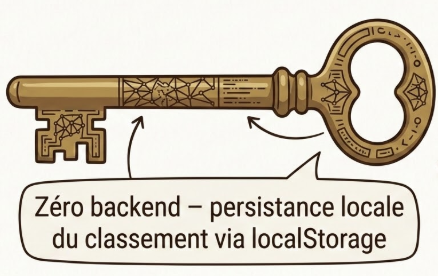 Zéro backend – persistance locale
du classement via localStorage